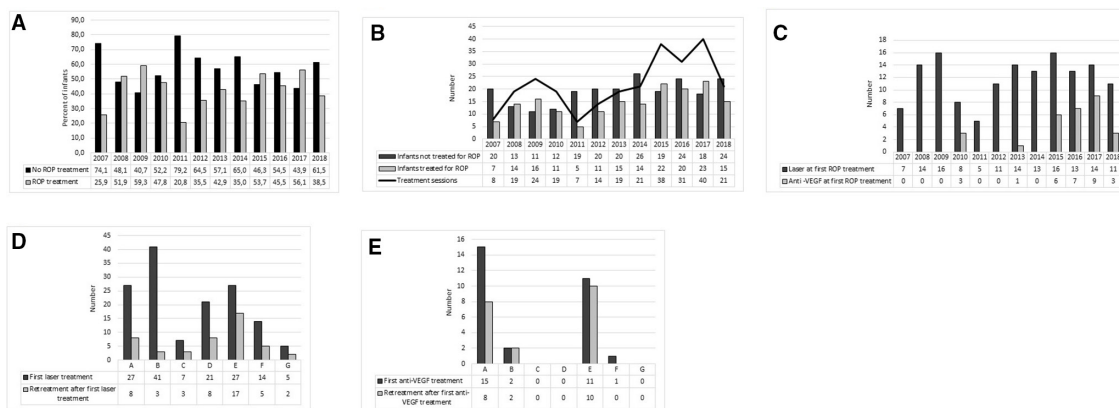 A
90,0
80,0
70,0
60,0
50,0
40,0
30,0
20,0
10,0
0,0
Percent of infants
2007 2008 2009 2010 2011 2012 2013 2014 2015 2016 2017 2018
No ROP treatment 74,1 48,1 40,7 52,2 79,2 64,5 57,1 65,0 46,3 54,5 43,9 61,5
ROP treatment 25,9 51,9 59,3 47,8 20,8 35,5 42,9 35,0 53,7 45,5 56,1 38,5
B
45
40
35
30
25
20
15
10
5
0
Number
2007 2008 2009 2010 2011 2012 2013 2014 2015 2016 2017 2018
Infants not treated for ROP 20 13 11 12 19 20 20 26 19 24 18 24
Infants treated for ROP 7 14 16 11 5 11 15 14 22 20 23 15
Treatment sessions 8 19 24 19 7 14 19 21 38 31 40 21
C
18
16
14
12
10
8
6
4
2
0
Number
2007 2008 2009 2010 2011 2012 2013 2014 2015 2016 2017 2018
Laser at first ROP treatment 7 14 16 8 5 11 14 13 16 13 14 11
Anti -VEGF at first ROP treatment 0 0 0 3 0 0 1 0 6 7 9 3
D
45
40
35
30
25
20
15
10
5
0
Number
A B C D E F G
First laser treatment 27 41 7 21 27 14 5
Retreatment after first laser
treatment 8 3 3 8 17 5 2
E
16
14
12
10
8
6
4
2
0
Number
A B C D E F G
First anti-VEGF treatment 15 2 0 0 11 1 0
Retreatment after first anti-
VEGF treatment 8 2 0 0 10 0 0